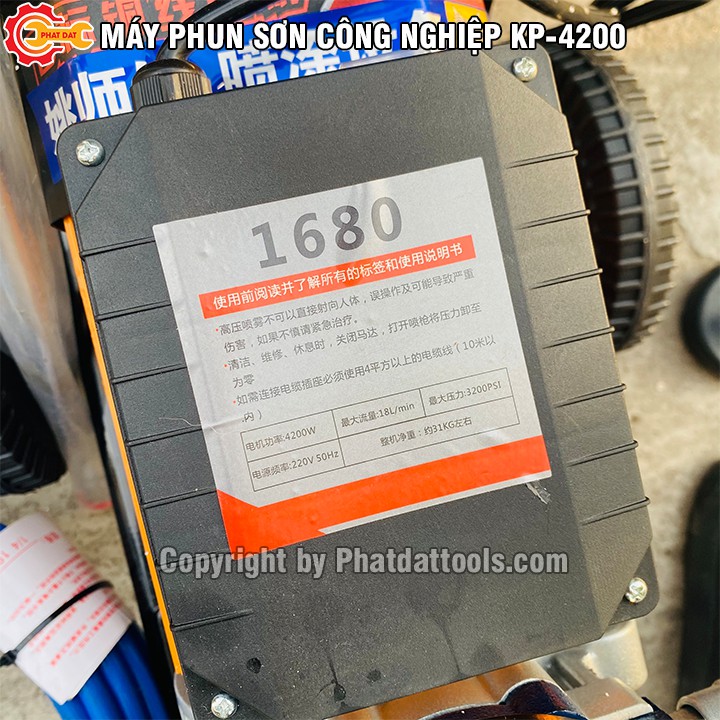 PHAT DAT
MÁY PHUN SƠN CÔNG NGHIỆP KP-4200
1680
使用前阅读并了解所有的标签和使用说明书
·高压喷雾不可以直接射向人体，误操作及可能导致严重
伤害，如果不慎请紧急治疗。
·清洁、维修、休息时，关闭马达，打开喷枪将压力卸至
为零
·如需连接电缆插座必须使用4平方以上的电缆线（10米以
内）
电机功率:4200W 最大流量:18L/min 最大压力:3200PSI
电源频率:220V 50Hz 整机净重：约31KG左右
Copyright by Phatdattools.com